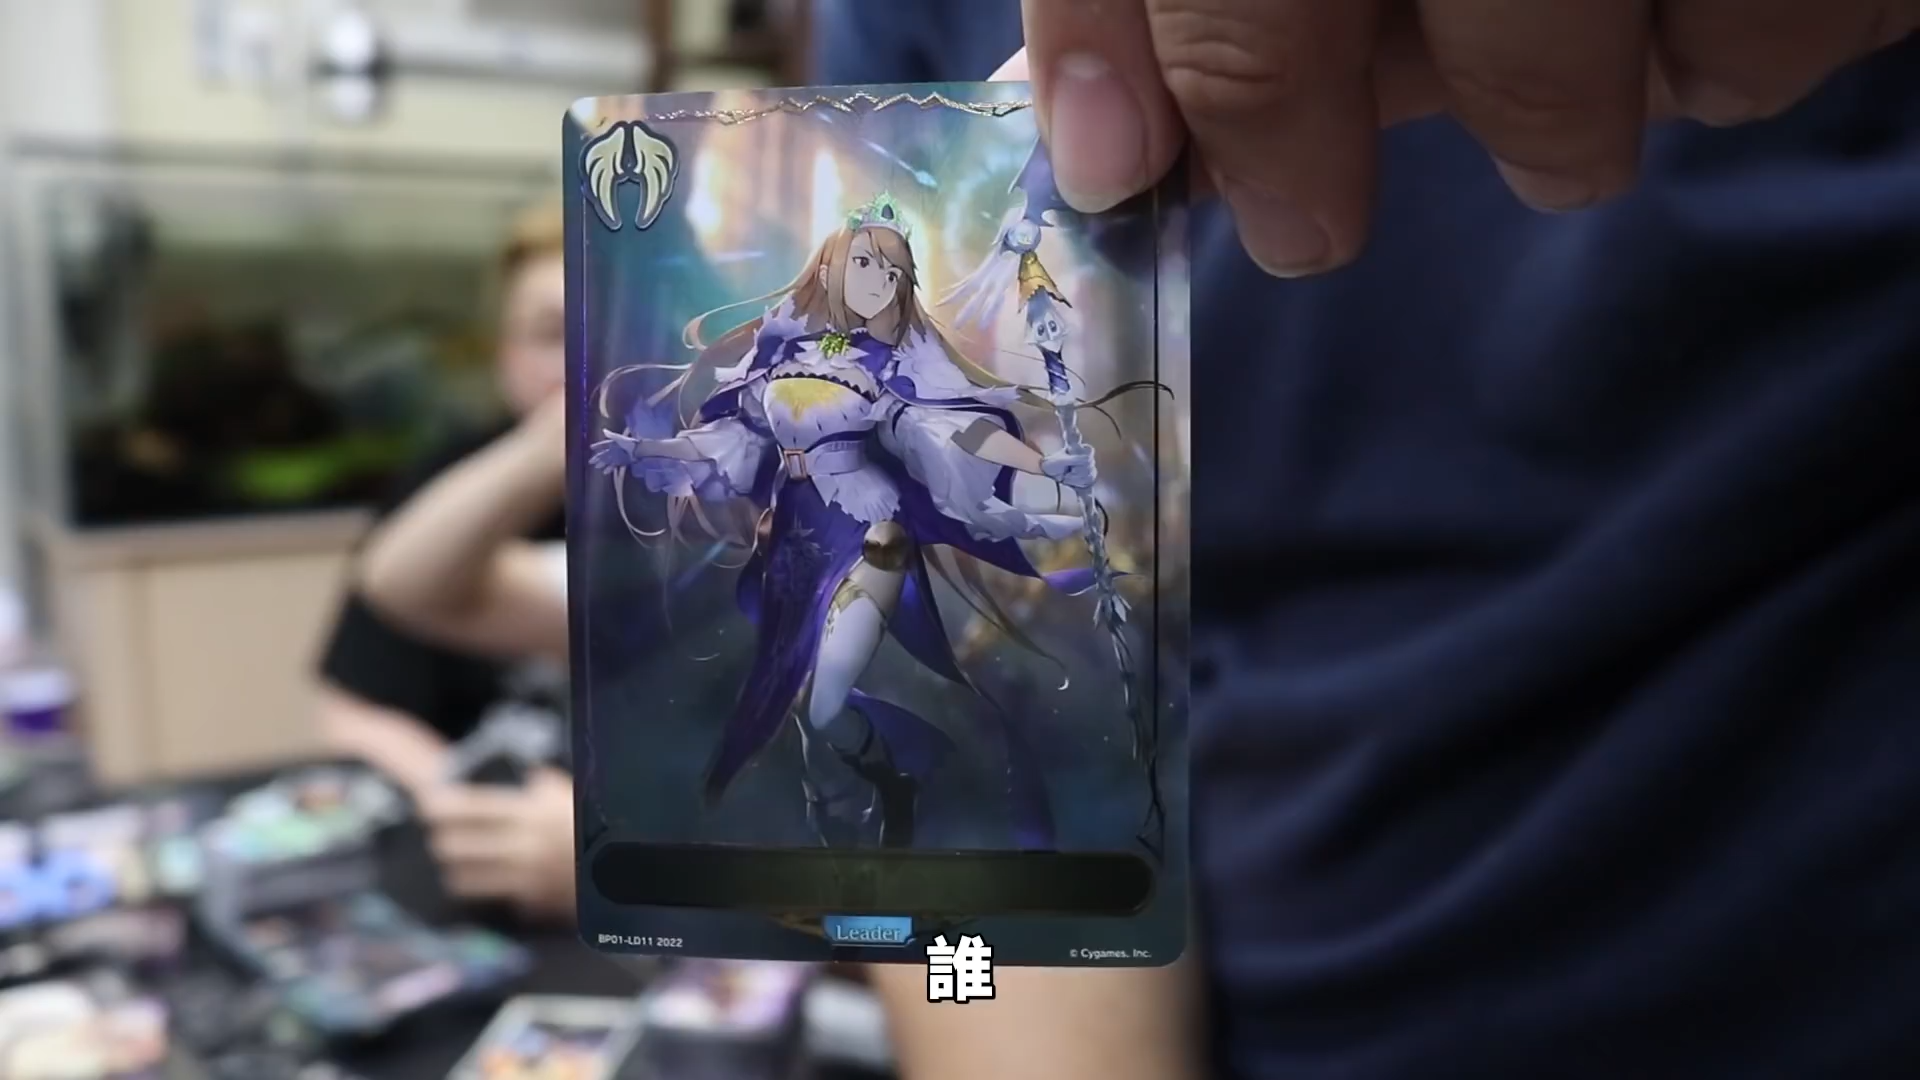 Leader
BP01-LD11 2022
© Cygames, Inc.
誰